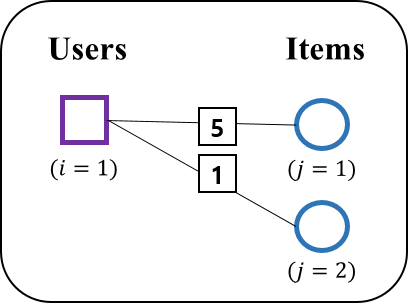 Users Items
5
1
(i = 1) (j = 1)
(j = 2)